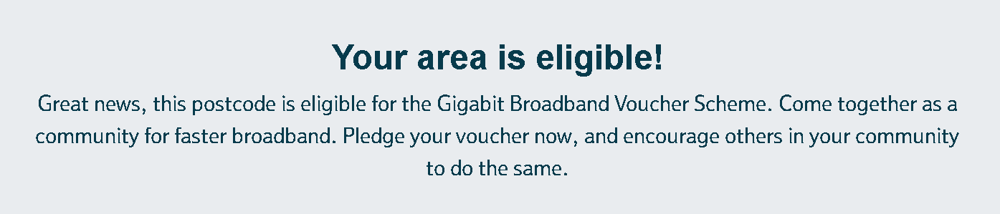 Your area is eligible!
Great news, this postcode is eligible for the Gigabit Broadband Voucher Scheme. Come together as a
community for faster broadband. Pledge your voucher now, and encourage others in your community
to do the same.